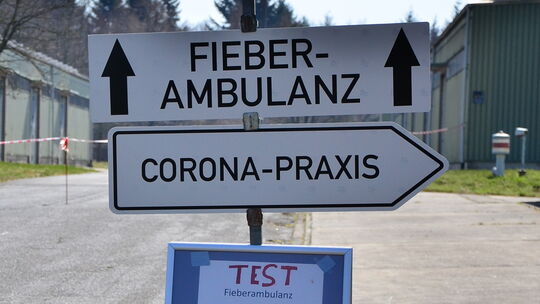 FIEBER-
AMBULANZ
CORONA-PRAXIS
TEST
Fieberambulanz